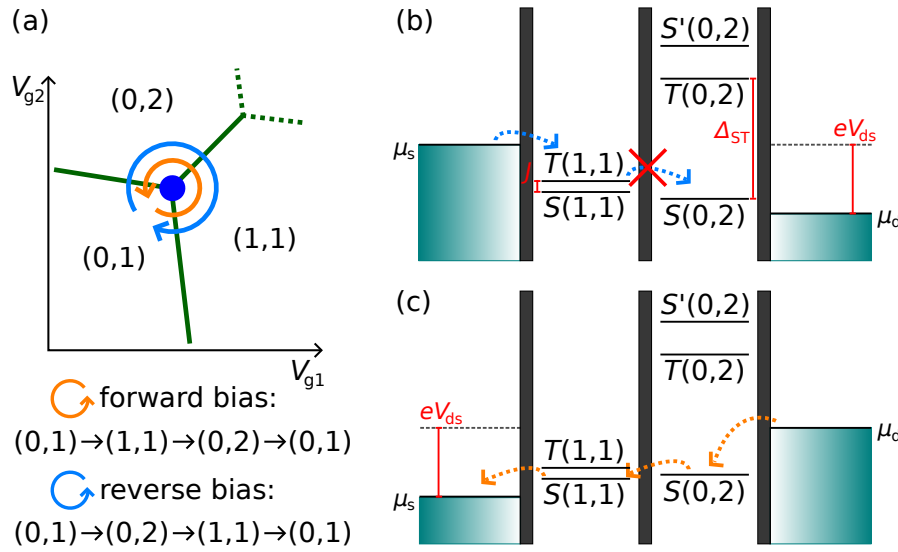 (a)
V_g2
(0,2)
(0,1)
(1,1)
V_g1
forward bias:
(0,1)→(1,1)→(0,2)→(0,1)
reverse bias:
(0,1)→(0,2)→(1,1)→(0,1)
(b)
S'(0,2)
T(0,2)
Δ_ST
eV_ds
μ_s
T(1,1)
J
S(1,1)
S(0,2)
μ_d
(c)
S'(0,2)
T(0,2)
eV_ds
μ_d
T(1,1)
S(1,1)
S(0,2)
μ_s